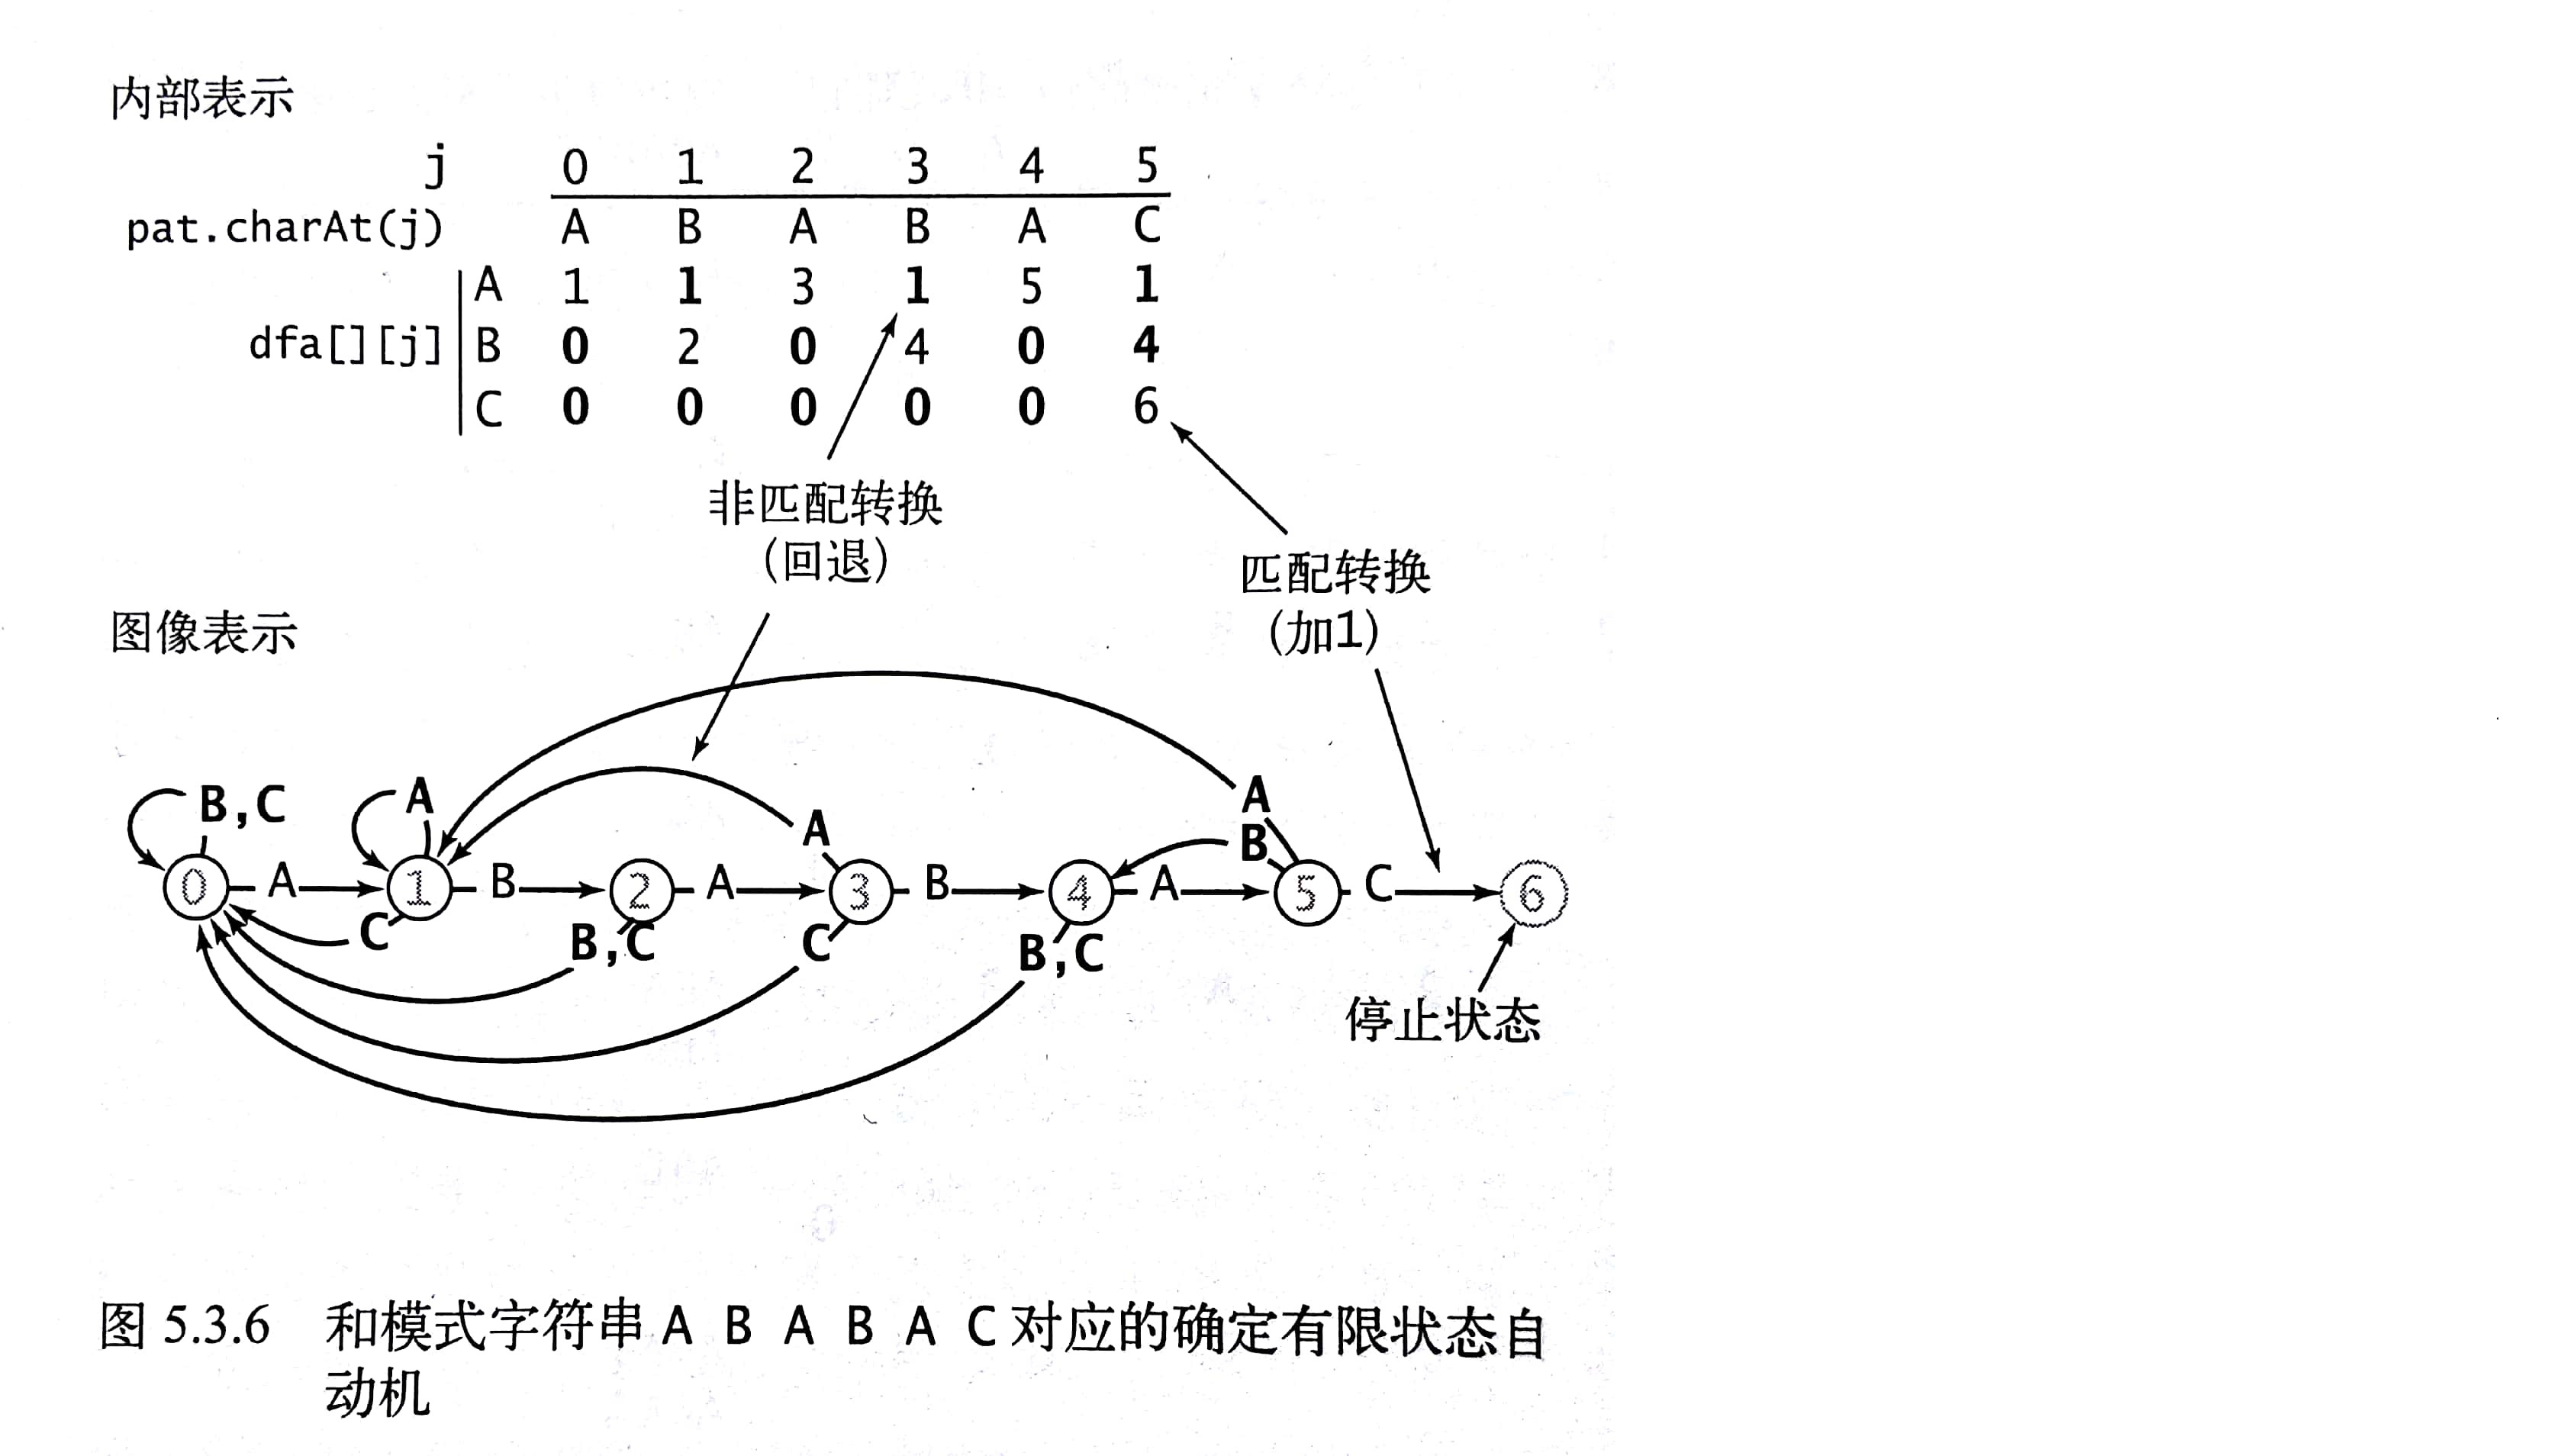 内部表示
j 0 1 2 3 4 5
pat.charAt(j) A B A B A C
A 1 1 3 1 5 1
dfa[][j] B 0 2 0 4 0 4
C 0 0 0 0 0 6
非匹配转换
(回退)
匹配转换
(加1)
图像表示
B,C A A A
B
0 A 1 B 2 A 3 B 4 A 5 C 6
C B,C C B,C
停止状态
图 5.3.6 和模式字符串 A B A B A C 对应的确定有限状态自
动机